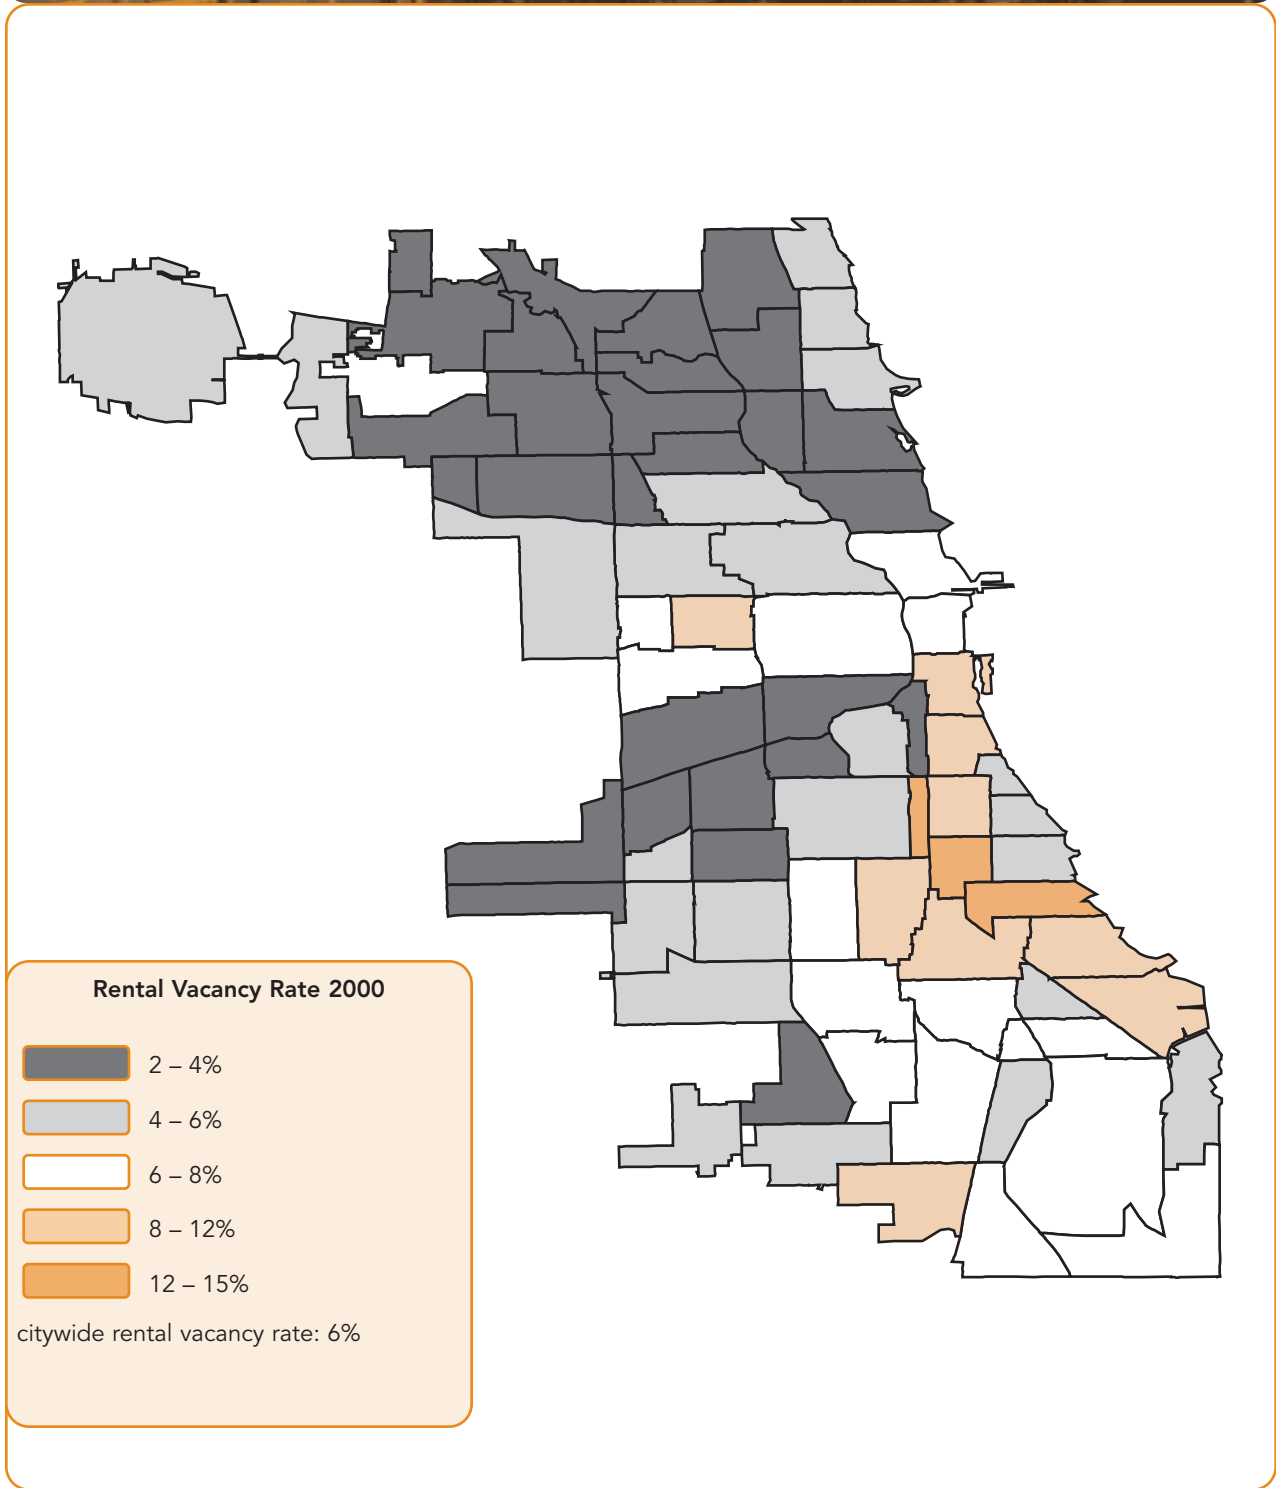 Rental Vacancy Rate 2000
2 – 4%
4 – 6%
6 – 8%
8 – 12%
12 – 15%
citywide rental vacancy rate: 6%